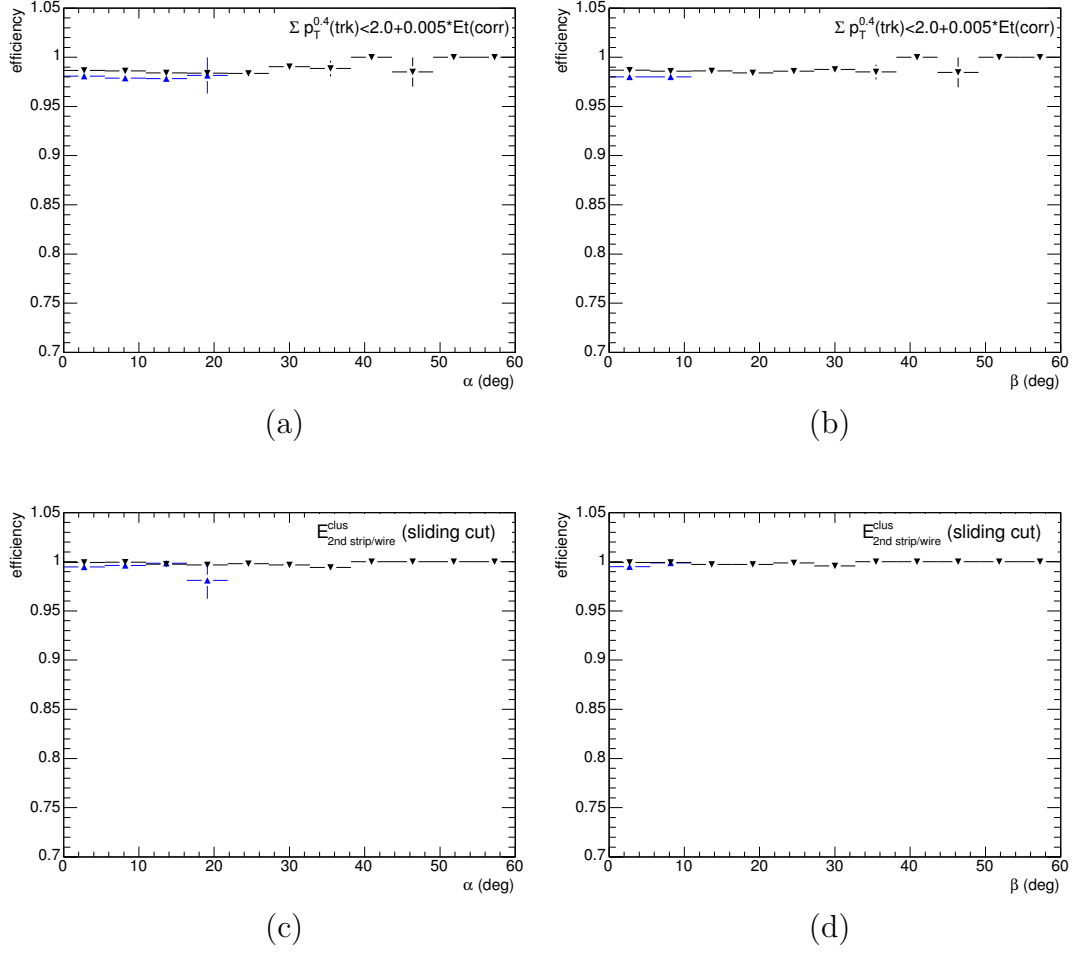 efficiency
Σ p_T^0.4(trk)<2.0+0.005*Et(corr)
1.05
1
0.95
0.9
0.85
0.8
0.75
0.7
0 10 20 30 40 50 60
α (deg)
(a)
efficiency
Σ p_T^0.4(trk)<2.0+0.005*Et(corr)
1.05
1
0.95
0.9
0.85
0.8
0.75
0.7
0 10 20 30 40 50 60
β (deg)
(b)
efficiency
E^clus_2nd strip/wire (sliding cut)
1.05
1
0.95
0.9
0.85
0.8
0.75
0.7
0 10 20 30 40 50 60
α (deg)
(c)
efficiency
E^clus_2nd strip/wire (sliding cut)
1.05
1
0.95
0.9
0.85
0.8
0.75
0.7
0 10 20 30 40 50 60
β (deg)
(d)